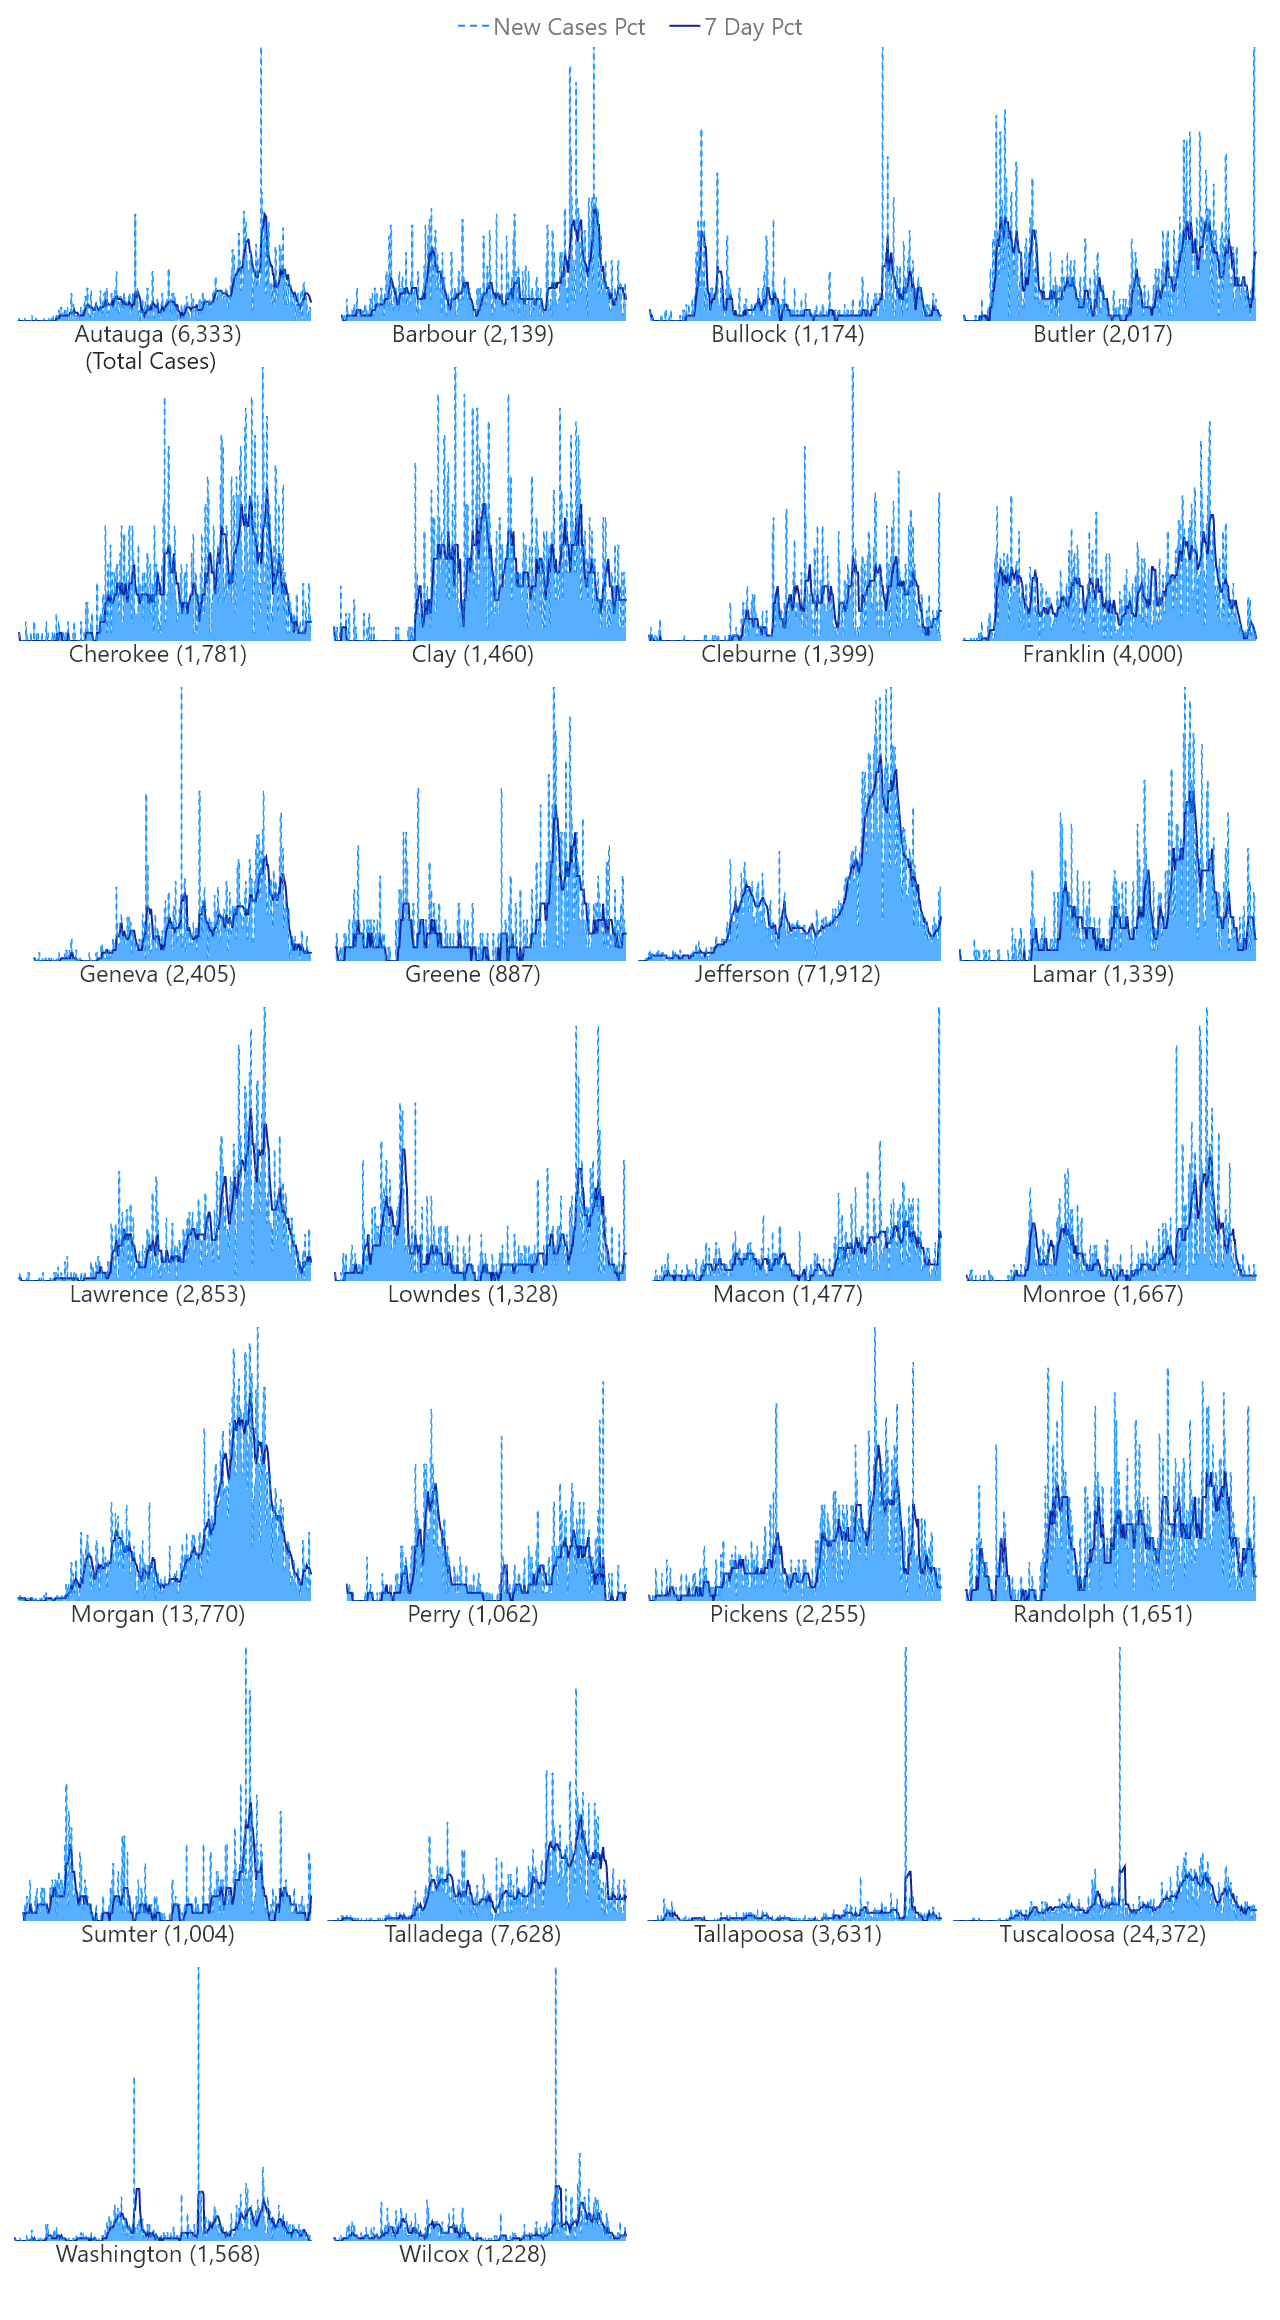 New Cases Pct 7 Day Pct
Autauga (6,333)
(Total Cases)
Barbour (2,139)
Bullock (1,174)
Butler (2,017)
Cherokee (1,781)
Clay (1,460)
Cleburne (1,399)
Franklin (4,000)
Geneva (2,405)
Greene (887)
Jefferson (71,912)
Lamar (1,339)
Lawrence (2,853)
Lowndes (1,328)
Macon (1,477)
Monroe (1,667)
Morgan (13,770)
Perry (1,062)
Pickens (2,255)
Randolph (1,651)
Sumter (1,004)
Talladega (7,628)
Tallapoosa (3,631)
Tuscaloosa (24,372)
Washington (1,568)
Wilcox (1,228)